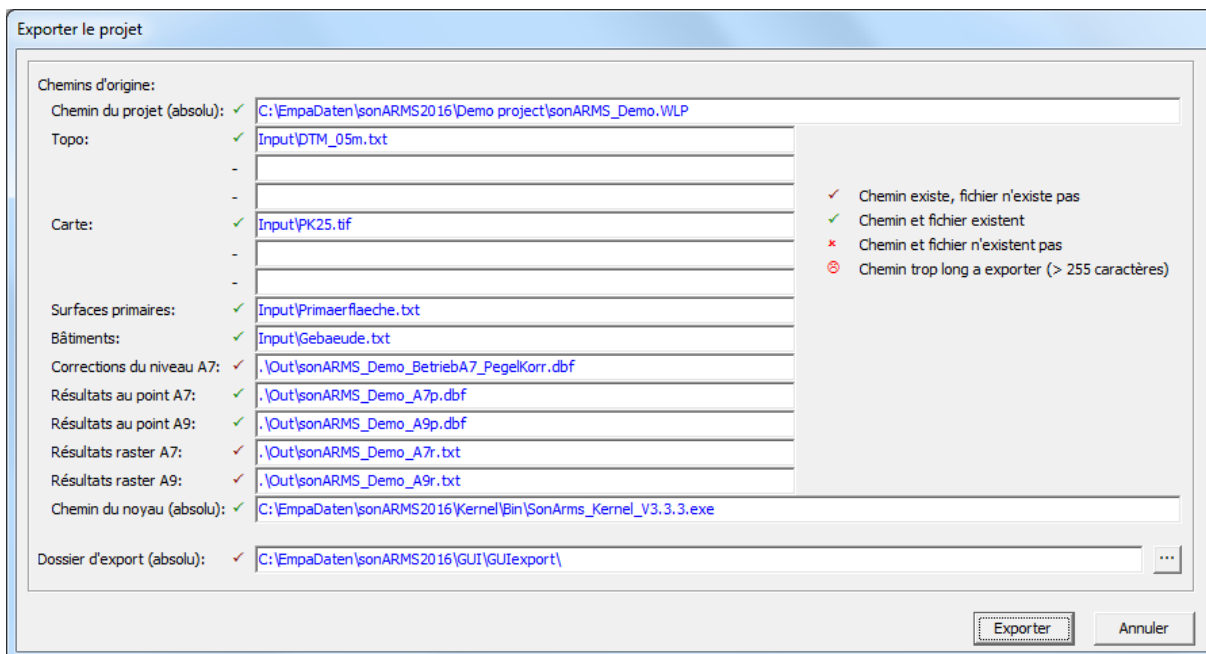 Exporter le projet
Chemins d'origine:
Chemin du projet (absolu): ✓ C:\EmpaDaten\sonARMS2016\Demo project\sonARMS_Demo.WLP
Topo: ✓ Input\DTM_05m.txt
-
-
✓ Chemin existe, fichier n'existe pas
Carte: ✓ Input\PK25.tif
✓ Chemin et fichier existent
-
× Chemin et fichier n'existent pas
-
☹ Chemin trop long a exporter (> 255 caractères)
Surfaces primaires: ✓ Input\Primaerflaeche.txt
Bâtiments: ✓ Input\Gebaeude.txt
Corrections du niveau A7: ✓ .\Out\sonARMS_Demo_BetriebA7_PegelKorr.dbf
Résultats au point A7: ✓ .\Out\sonARMS_Demo_A7p.dbf
Résultats au point A9: ✓ .\Out\sonARMS_Demo_A9p.dbf
Résultats raster A7: ✓ .\Out\sonARMS_Demo_A7r.txt
Résultats raster A9: ✓ .\Out\sonARMS_Demo_A9r.txt
Chemin du noyau (absolu): ✓ C:\EmpaDaten\sonARMS2016\Kernel\Bin\SonArms_Kernel_V3.3.3.exe
Dossier d'export (absolu): ✓ C:\EmpaDaten\sonARMS2016\GUI\GUIexport\ ...
Exporter Annuler